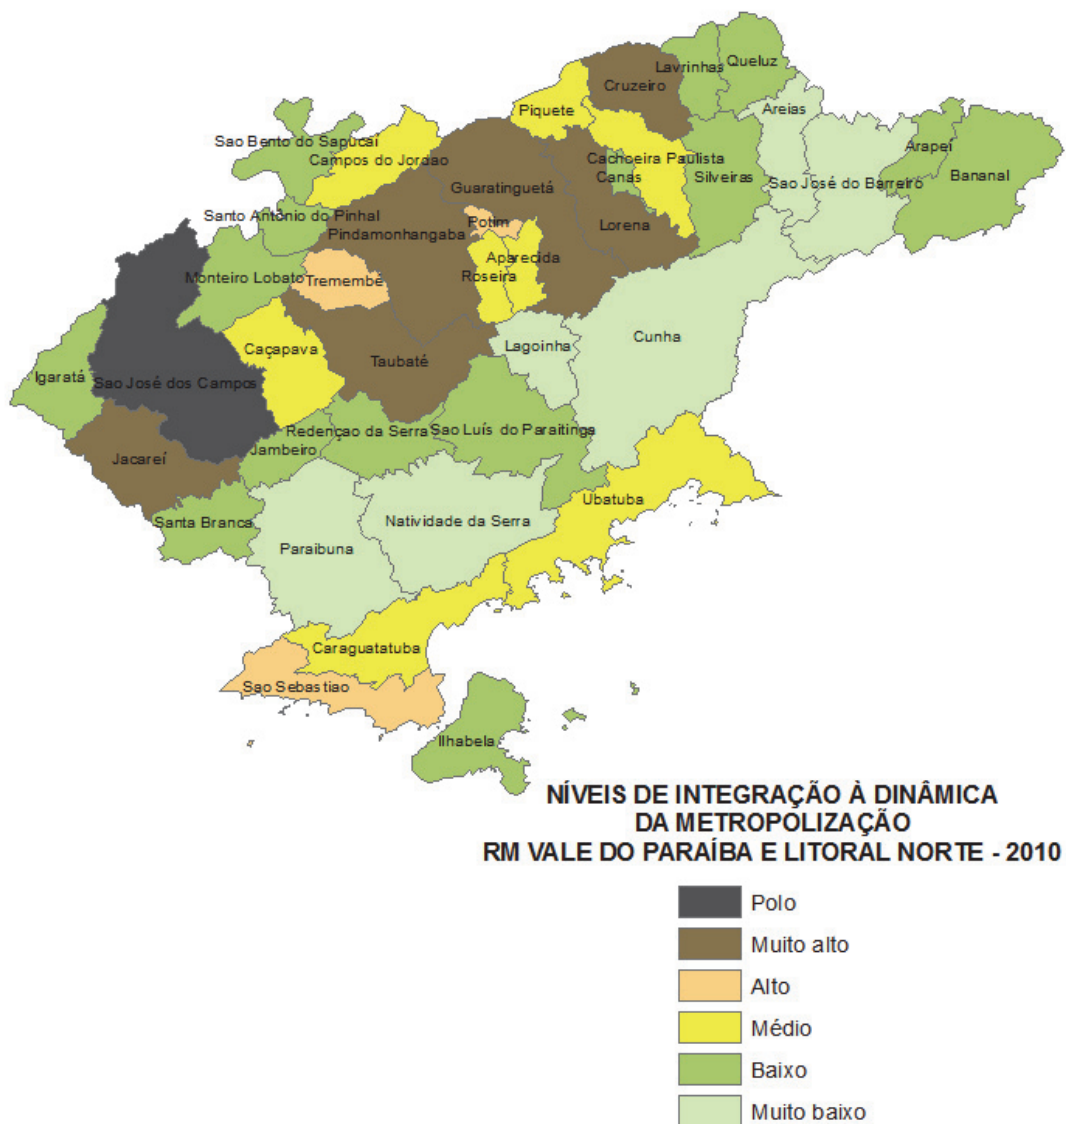 Lavrinhas
Queluz
Cruzeiro
Piquete
Areias
Sao Bento do Sapucaí
Campos do Jordao
Cachoeira Paulista
Canas
Silveiras
Arapeí
Bananal
Sao José do Barreiro
Guaratinguetá
Santo Antônio do Pinhal
Pindamonhangaba
Potim
Lorena
Monteiro Lobato
Tremembé
Roseira
Aparecida
Cunha
Lagoinha
Caçapava
Taubaté
Igaratá
Sao José dos Campos
Redençao da Serra
Sao Luís do Paraitinga
Jambeiro
Jacareí
Ubatuba
Santa Branca
Natividade da Serra
Paraibuna
Caraguatatuba
Sao Sebastiao
Ilhabela
NÍVEIS DE INTEGRAÇÃO À DINÂMICA
DA METROPOLIZAÇÃO
RM VALE DO PARAÍBA E LITORAL NORTE - 2010
Polo
Muito alto
Alto
Médio
Baixo
Muito baixo